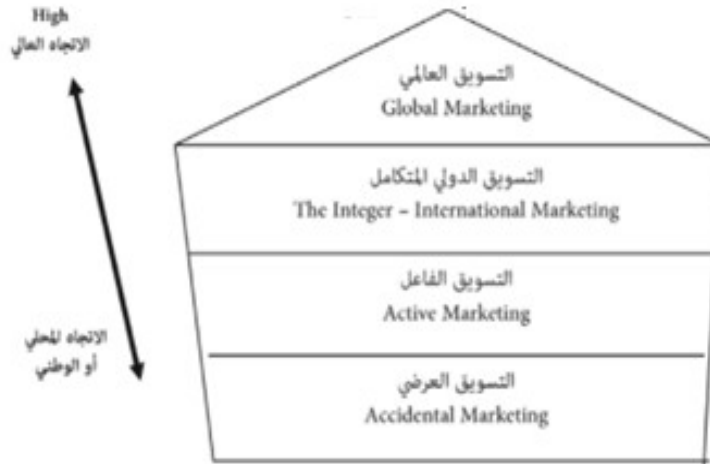 High
الاتجاه العالي
التسويق العالمي
Global Marketing
التسويق الدولي المتكامل
The Integer – International Marketing
التسويق الفاعل
Active Marketing
الاتجاه المحلي
أو الوطني
التسويق العرضي
Accidental Marketing